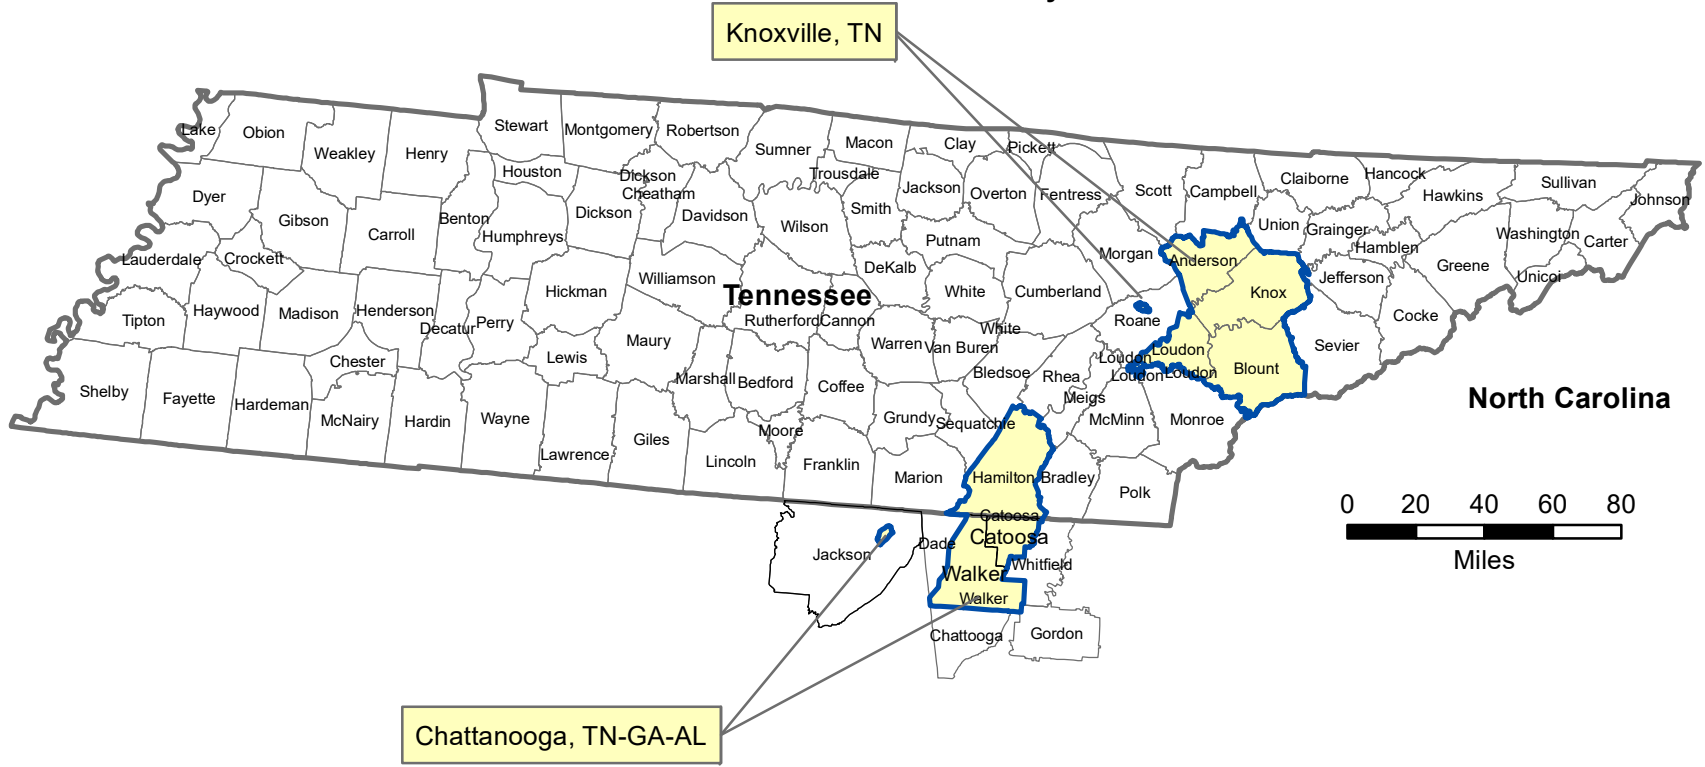 Knoxville, TN
Lake
Obion
Weakley
Henry
Stewart
Montgomery
Robertson
Sumner
Macon
Clay
Pickett
Houston
Dickson
Cheatham
Trousdale
Jackson
Overton
Fentress
Scott
Campbell
Claiborne
Hancock
Hawkins
Sullivan
Johnson
Dyer
Gibson
Carroll
Benton
Humphreys
Dickson
Davidson
Wilson
Smith
Putnam
Morgan
Anderson
Union
Grainger
Hamblen
Greene
Washington
Carter
Unicoi
Lauderdale
Crockett
Haywood
Madison
Henderson
Decatur
Perry
Hickman
Williamson
Tennessee
Rutherford
Cannon
DeKalb
White
Cumberland
White
Roane
Knox
Jefferson
Cocke
Sevier
Tipton
Chester
Lewis
Maury
Marshall
Bedford
Coffee
Warren
Van Buren
Bledsoe
Rhea
Meigs
Loudon
Loudon
Loudon
Loudon
Blount
Shelby
Fayette
Hardeman
McNairy
Hardin
Wayne
Lawrence
Giles
Lincoln
Moore
Franklin
Grundy
Sequatchie
Marion
Hamilton
Bradley
McMinn
Monroe
Polk
North Carolina
0 20 40 60 80
Miles
Catoosa
Catoosa
Jackson
Dade
Whitfield
Walker
Walker
Chattooga
Gordon
Chattanooga, TN-GA-AL